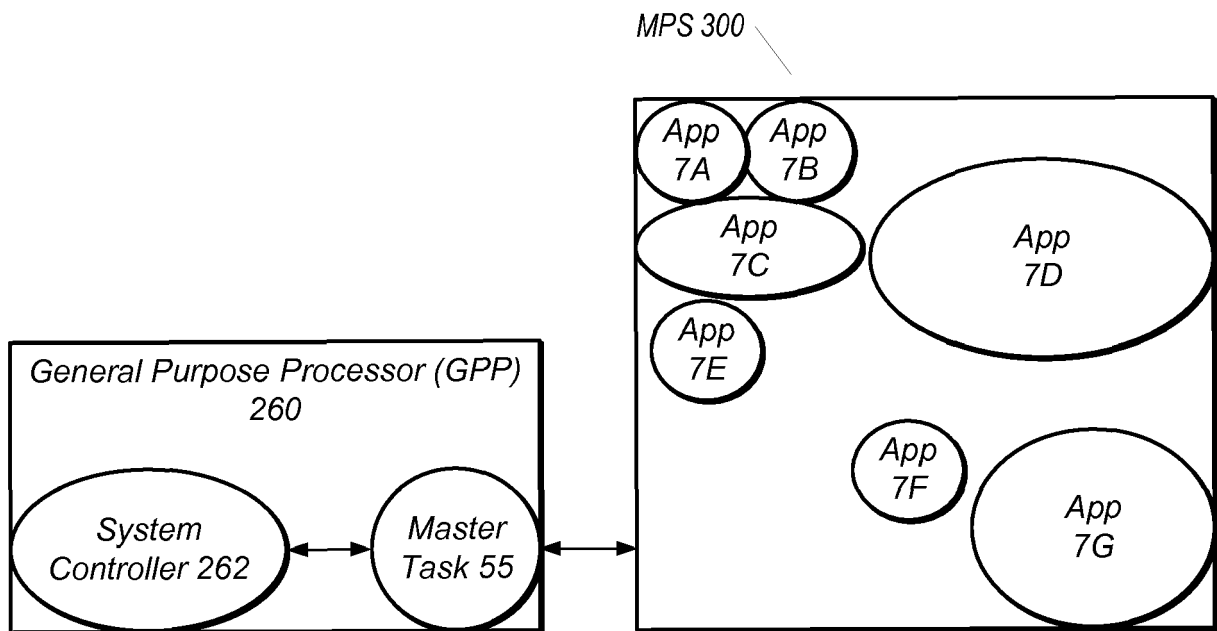 MPS 300
App
7A
App
7B
App
7C
App
7D
App
7E
General Purpose Processor (GPP)
260
App
7F
App
7G
System
Controller 262
Master
Task 55